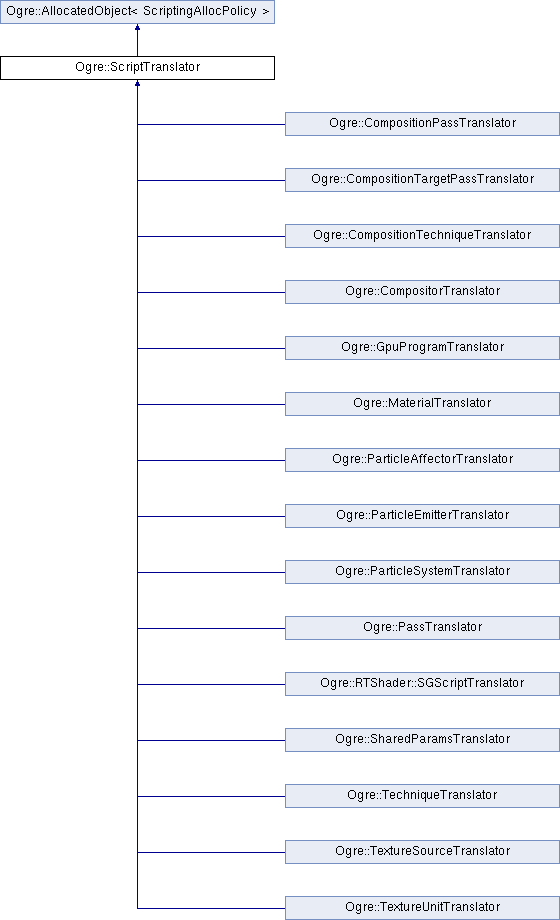 Ogre::AllocatedObject< ScriptingAllocPolicy >
Ogre::ScriptTranslator
Ogre::CompositionPassTranslator
Ogre::CompositionTargetPassTranslator
Ogre::CompositionTechniqueTranslator
Ogre::CompositorTranslator
Ogre::GpuProgramTranslator
Ogre::MaterialTranslator
Ogre::ParticleAffectorTranslator
Ogre::ParticleEmitterTranslator
Ogre::ParticleSystemTranslator
Ogre::PassTranslator
Ogre::RTShader::SGScriptTranslator
Ogre::SharedParamsTranslator
Ogre::TechniqueTranslator
Ogre::TextureSourceTranslator
Ogre::TextureUnitTranslator